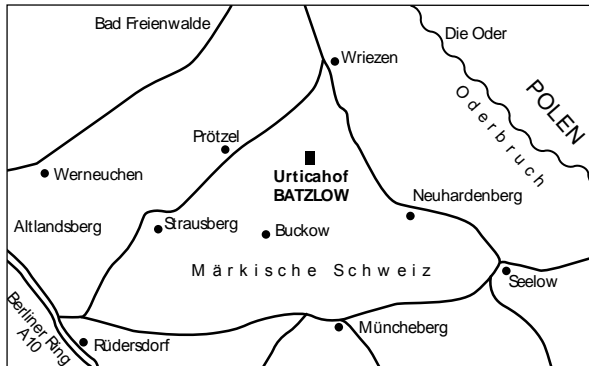 Bad Freienwalde
Die Oder
Wriezen
POLEN
Oderbruch
Prötzel
Urticahof
BATZLOW
Werneuchen
Neuhardenberg
Altlandsberg
Strausberg
Buckow
Märkische Schweiz
Seelow
Berliner Ring
A10
Müncheberg
Rüdersdorf